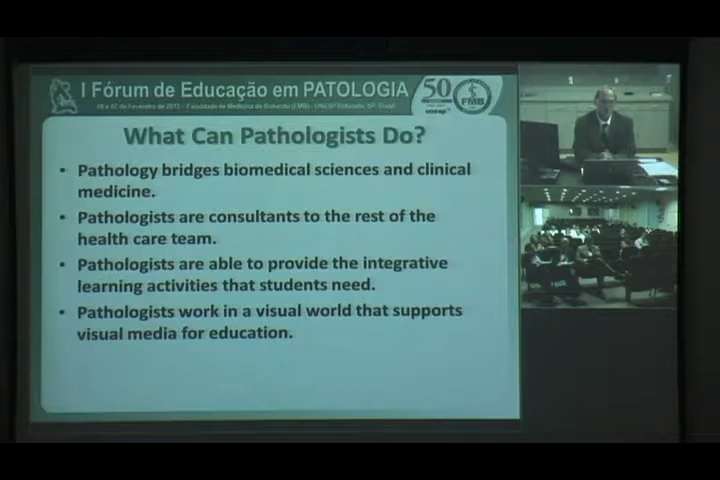 I Fórum de Educação em PATOLOGIA
50
FMB
What Can Pathologists Do?
• Pathology bridges biomedical sciences and clinical
medicine.
• Pathologists are consultants to the rest of the
health care team.
• Pathologists are able to provide the integrative
learning activities that students need.
• Pathologists work in a visual world that supports
visual media for education.